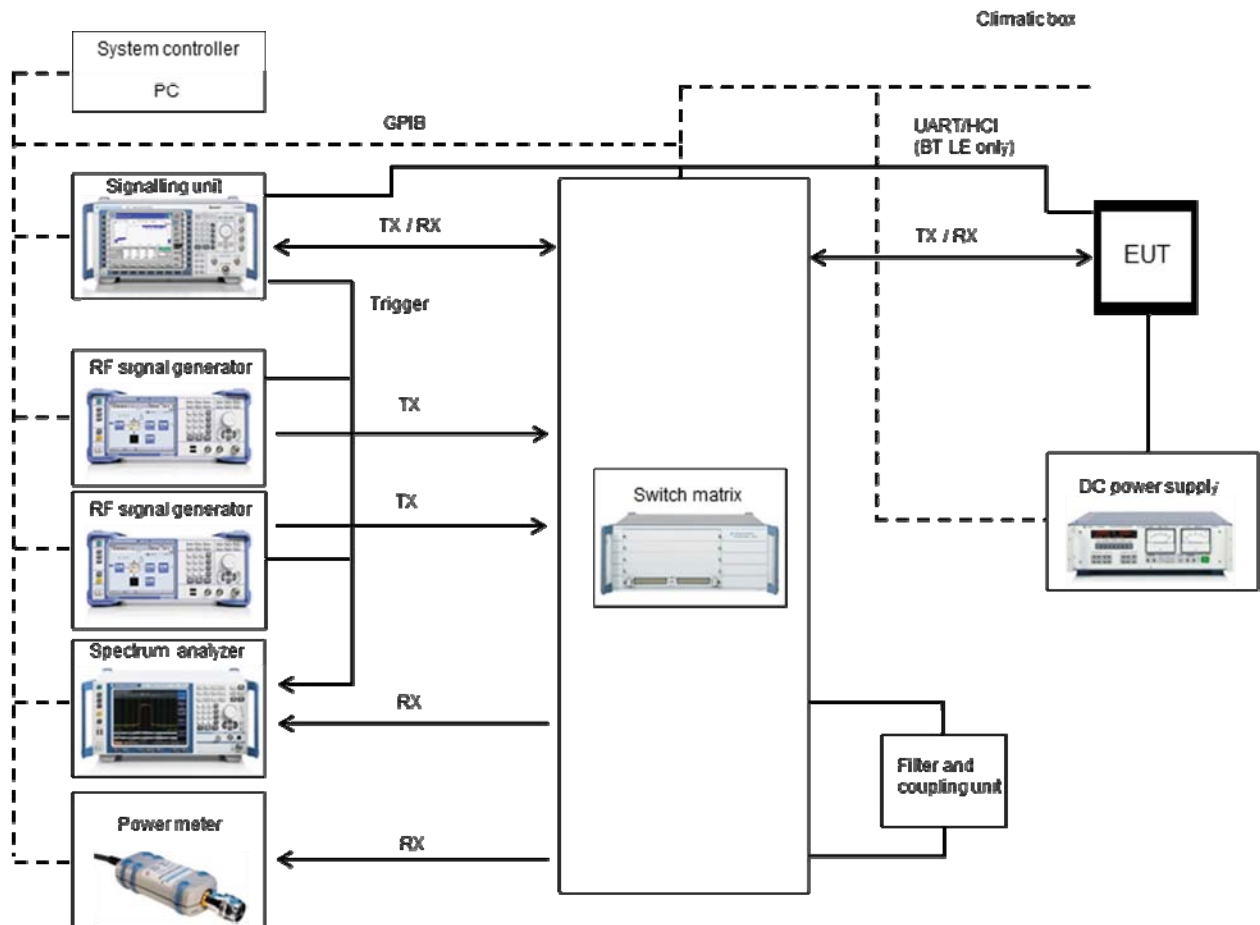 Climatic box
System controller
PC
GPIB
UART/HCI
(BT LE only)
Signalling unit
TX / RX
TX / RX
EUT
Trigger
RF signal generator
TX
RF signal generator
TX
Switch matrix
DC power supply
Spectrum analyzer
RX
Filter and
coupling unit
Power meter
RX